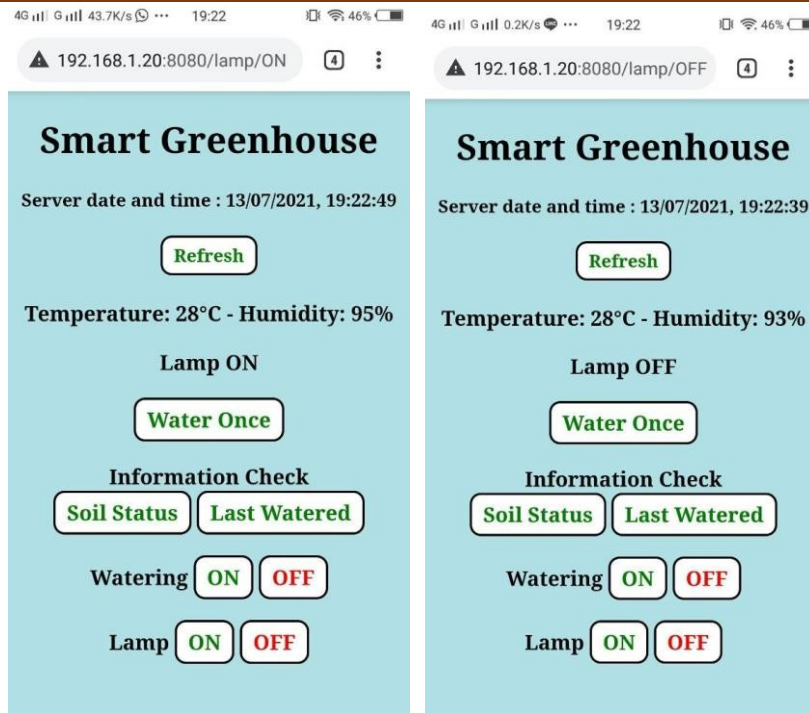 4G G 43.7K/s ··· 19:22 46%
192.168.1.20:8080/lamp/ON 4
Smart Greenhouse
Server date and time : 13/07/2021, 19:22:49
Refresh
Temperature: 28°C - Humidity: 95%
Lamp ON
Water Once
Information Check
Soil Status Last Watered
Watering ON OFF
Lamp ON OFF
4G G 0.2K/s LINE ··· 19:22 46%
192.168.1.20:8080/lamp/OFF 4
Smart Greenhouse
Server date and time : 13/07/2021, 19:22:39
Refresh
Temperature: 28°C - Humidity: 93%
Lamp OFF
Water Once
Information Check
Soil Status Last Watered
Watering ON OFF
Lamp ON OFF